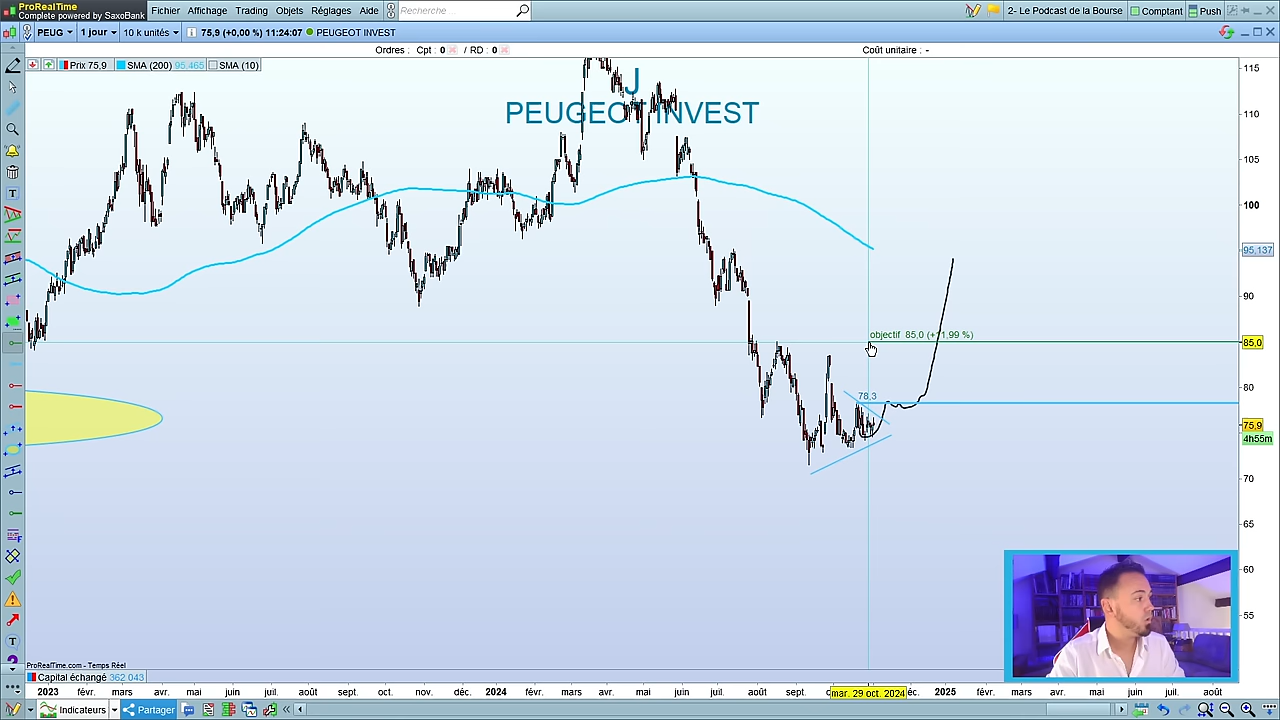 ProRealTime
Complete powered by SaxoBank
Fichier Affichage Trading Objets Réglages Aide Recherche 2- Le Podcast de la Bourse Comptant Push
PEUG 1 jour 10 k unités 75,9 (+0,00 %) 11:24:07 PEUGEOT INVEST
Ordres : Cpt : 0 / RD : 0 Coût unitaire : -
Prix 75,9 SMA (200) 95.465 SMA (10)
J
PEUGEOT INVEST
objectif 85,0 (+11,99 %)
78,3
115
110
105
100
95,137
90
85,0
80
75,9
4h55m
70
65
60
55
ProRealTime.com - Temps Réel
Capital échangé 362 043
2023 févr. mars avr. mai juin juil. août sept. oct. nov. déc. 2024 févr. mars avr. mai juin juil. août sept. mar. 29 oct. 2024 déc. 2025 févr. mars avr. mai juin juil. août
Indicateurs Partager